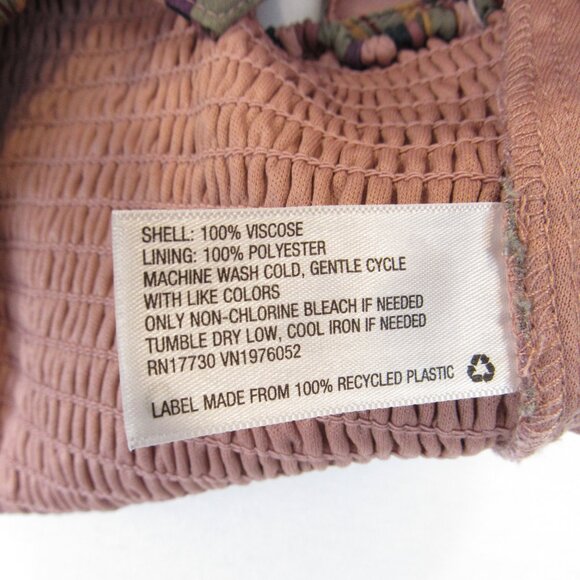 SHELL: 100% VISCOSE
LINING: 100% POLYESTER
MACHINE WASH COLD, GENTLE CYCLE
WITH LIKE COLORS
ONLY NON-CHLORINE BLEACH IF NEEDED
TUMBLE DRY LOW, COOL IRON IF NEEDED
RN17730 VN1976052
LABEL MADE FROM 100% RECYCLED PLASTIC